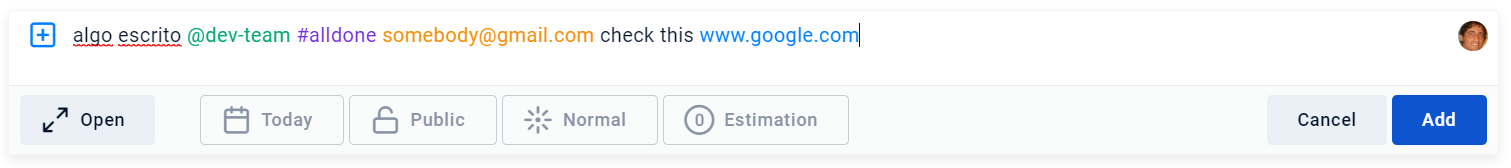 algo escrito @dev-team #alldone somebody@gmail.com check this www.google.com
Open Today Public Normal 0 Estimation Cancel Add